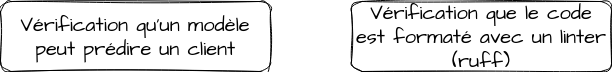 Vérification qu'un modèle
peut prédire un client
Vérification que le code
est formaté avec un linter
(ruff)